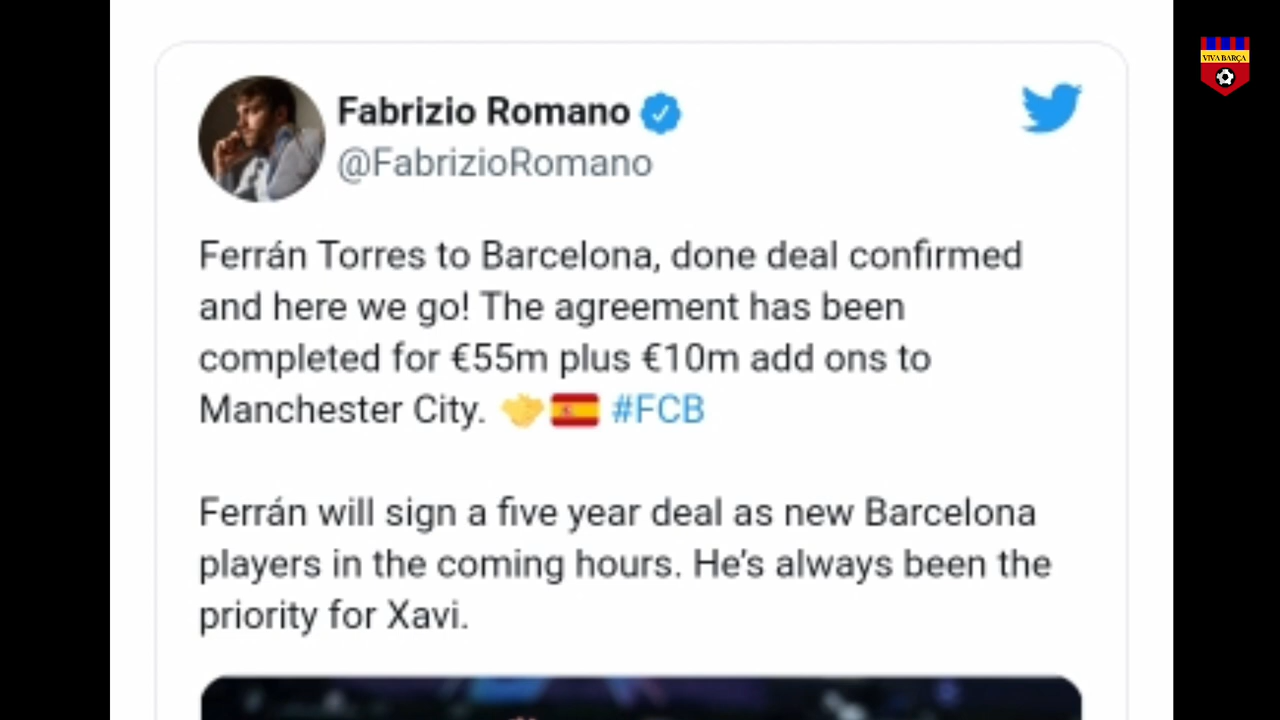 Fabrizio Romano
VIVA BARÇA
@FabrizioRomano
Ferrán Torres to Barcelona, done deal confirmed
and here we go! The agreement has been
completed for €55m plus €10m add ons to
Manchester City. 🤝🇪🇸 #FCB
Ferrán will sign a five year deal as new Barcelona
players in the coming hours. He’s always been the
priority for Xavi.